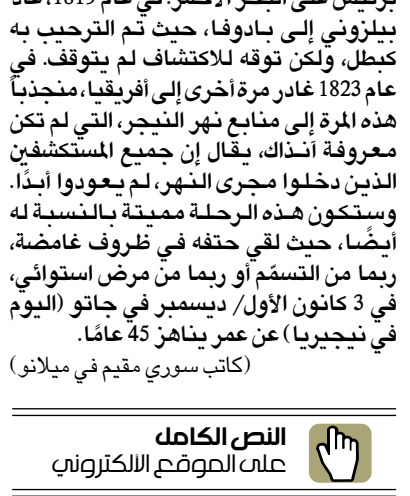 برنيس على البحر الأحمر. في عام 1819، عاد
بيلزوني إلى بادوفا، حيث تم الترحيب به
كبطل، ولكن توقه للاكتشاف لم يتوقف. في
عام 1823 غادر مرة أخرى إلى أفريقيا، منجذباً
هذه المرة إلى منابع نهر النيجر، التي لم تكن
معروفة آنذاك، يقال إن جميع المستكشفين
الذين دخلوا مجرى النهر، لم يعودوا أبدًا.
وستكون هذه الرحلة مميتة بالنسبة له
أيضًا، حيث لقي حتفه في ظروف غامضة،
ربما من التسمّم أو ربما من مرض استوائي،
في 3 كانون الأول/ ديسمبر في جاتو (اليوم
في نيجيريا) عن عمر يناهز 45 عامًا.
(كاتب سوري مقيم في ميلانو)
النص الكامل
على الموقع الالكتروني